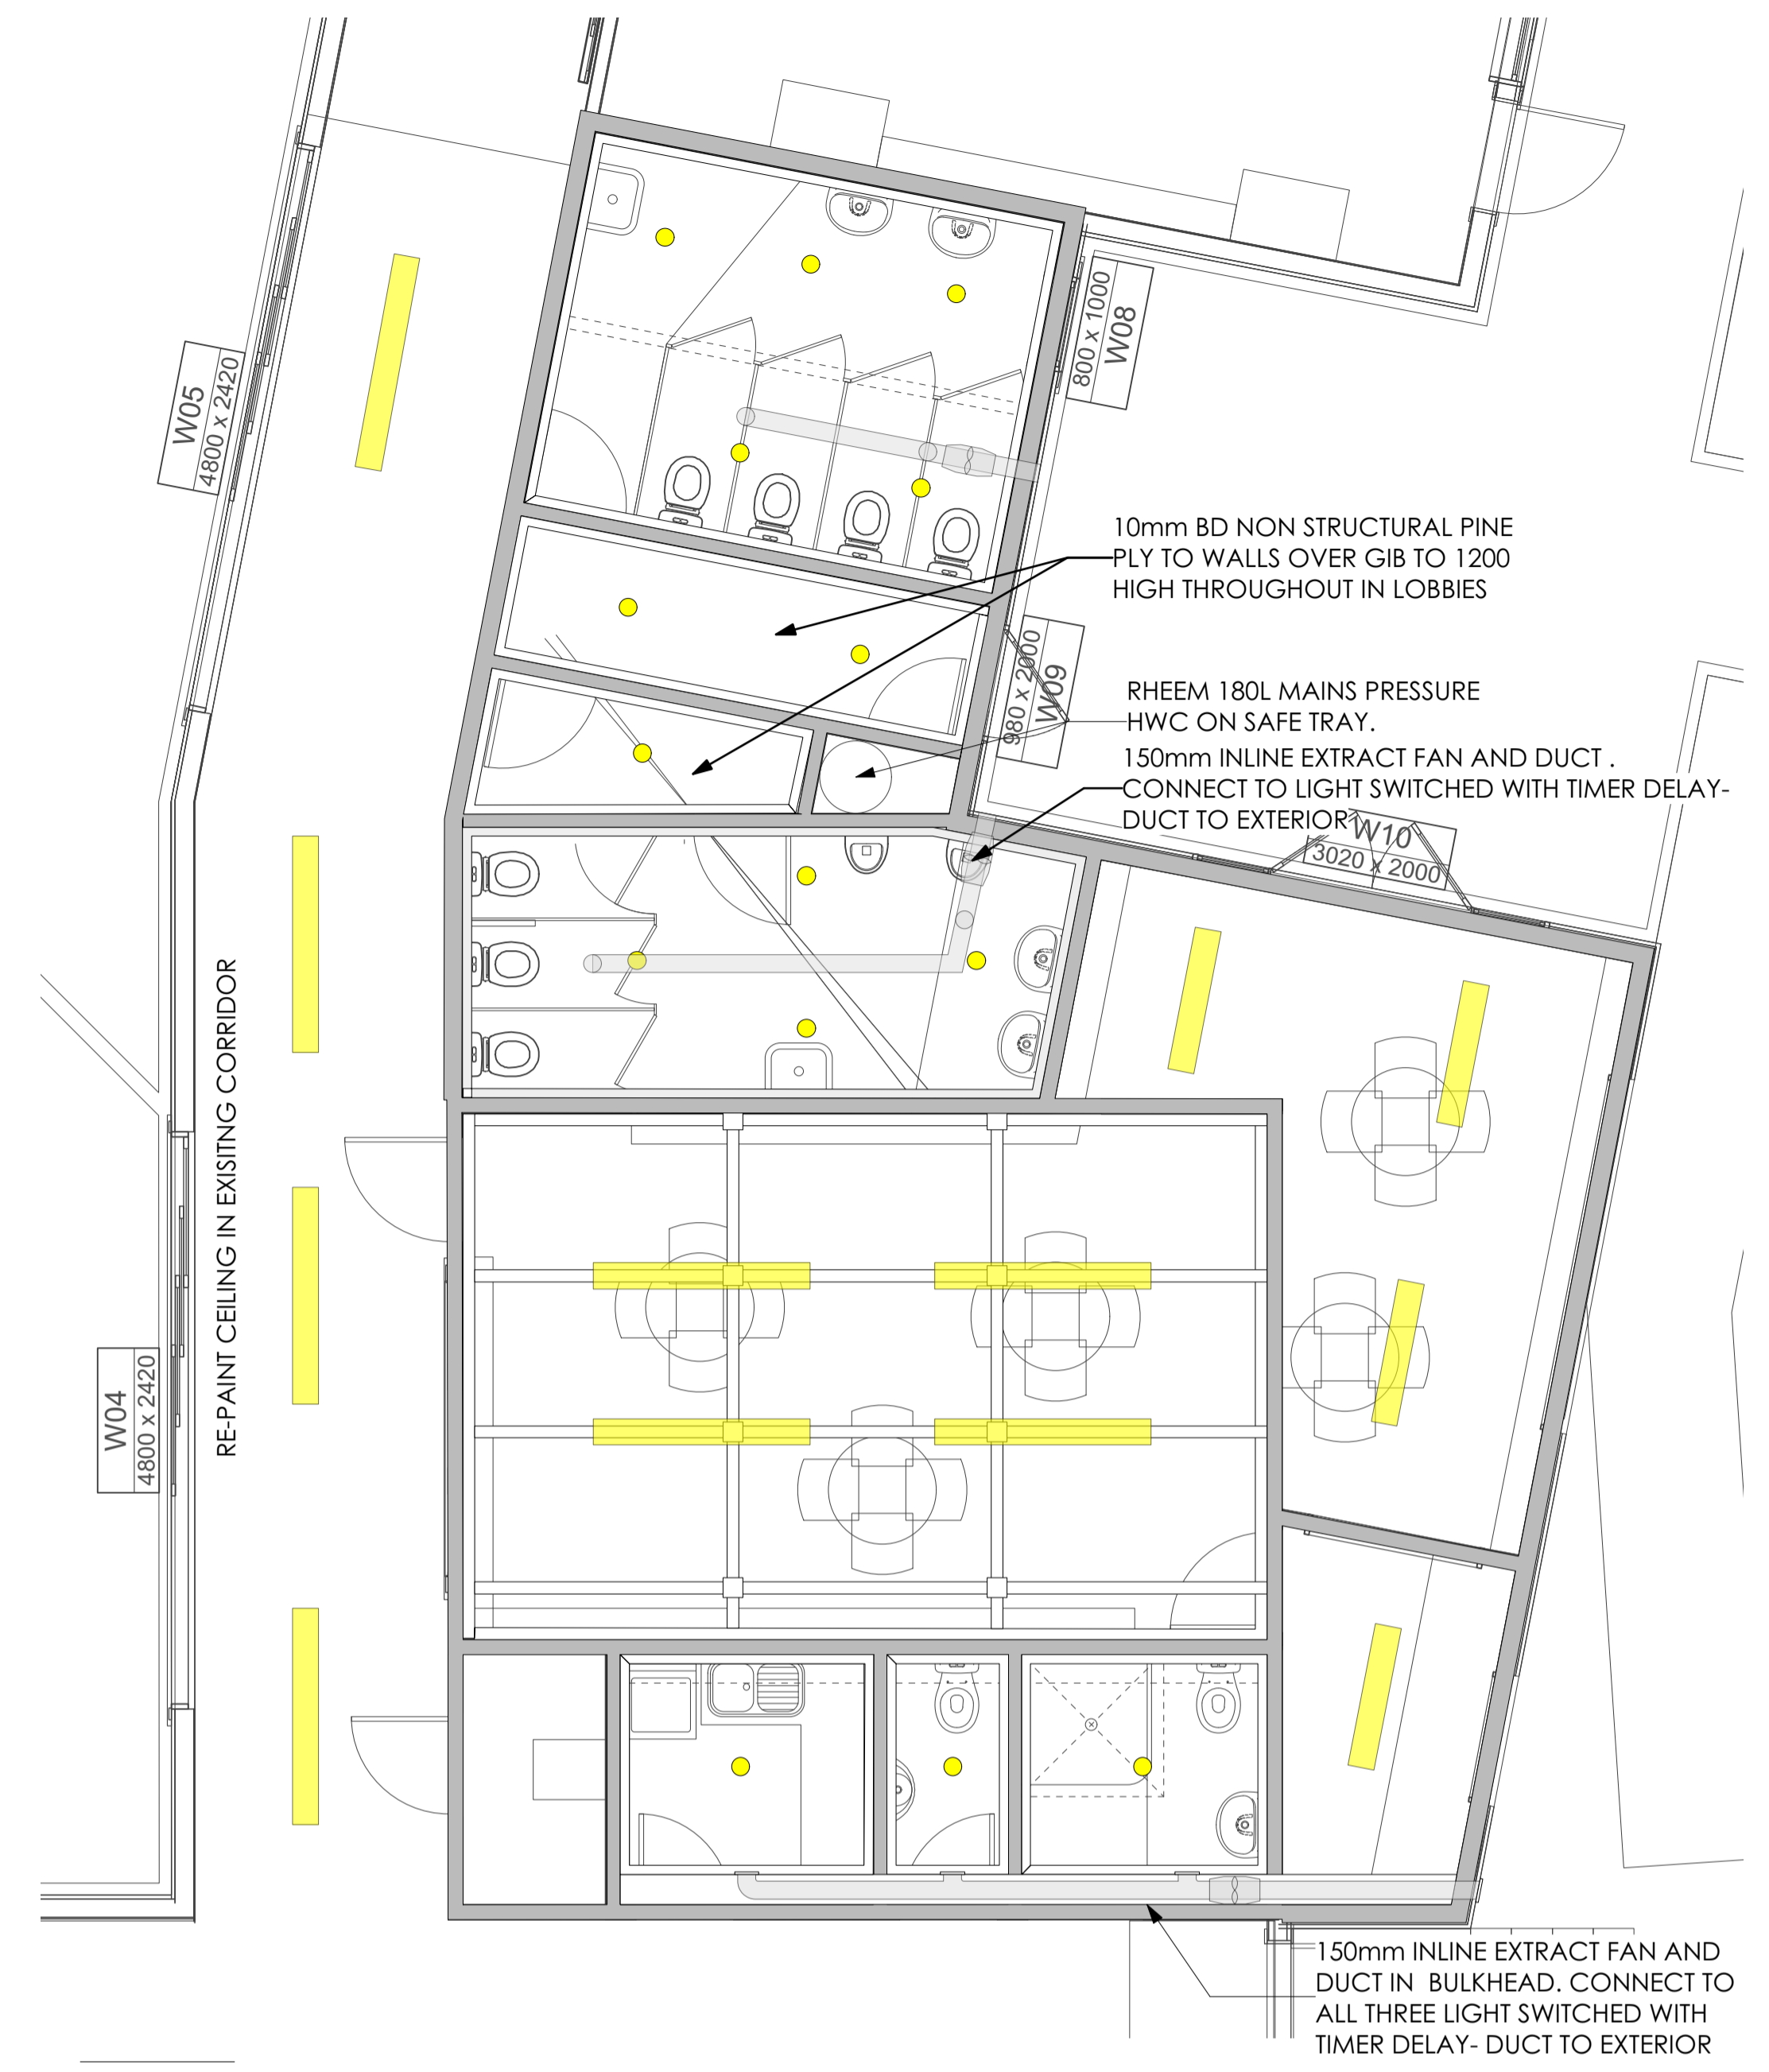 W05
4800 x 2420
800 x 1000
W08
10mm BD NON STRUCTURAL PINE
PLY TO WALLS OVER GIB TO 1200
HIGH THROUGHOUT IN LOBBIES
980 x 2000
W09
RHEEM 180L MAINS PRESSURE
HWC ON SAFE TRAY.
150mm INLINE EXTRACT FAN AND DUCT .
CONNECT TO LIGHT SWITCHED WITH TIMER DELAY-
DUCT TO EXTERIOR
W10
3020 x 2000
RE-PAINT CEILING IN EXISITNG CORRIDOR
W04
4800 x 2420
150mm INLINE EXTRACT FAN AND
DUCT IN BULKHEAD. CONNECT TO
ALL THREE LIGHT SWITCHED WITH
TIMER DELAY- DUCT TO EXTERIOR